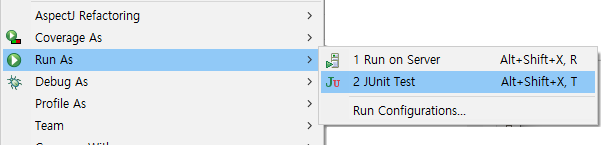 AspectJ Refactoring
Coverage As
Run As
Debug As
Profile As
Team
1 Run on Server Alt+Shift+X, R
2 JUnit Test Alt+Shift+X, T
Run Configurations...